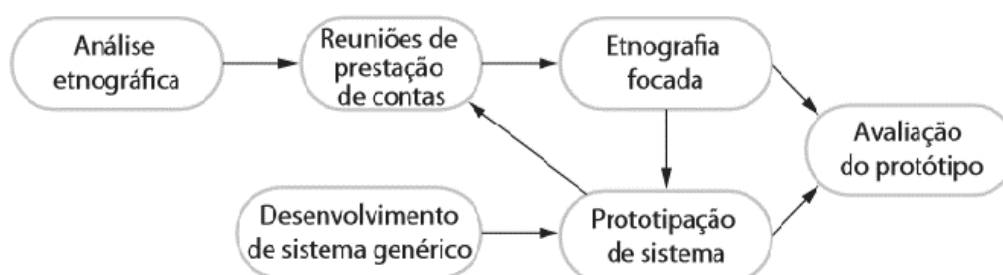 Análise
etnográfica
Reuniões de
prestação
de contas
Etnografia
focada
Avaliação
do protótipo
Desenvolvimento
de sistema genérico
Prototipação
de sistema